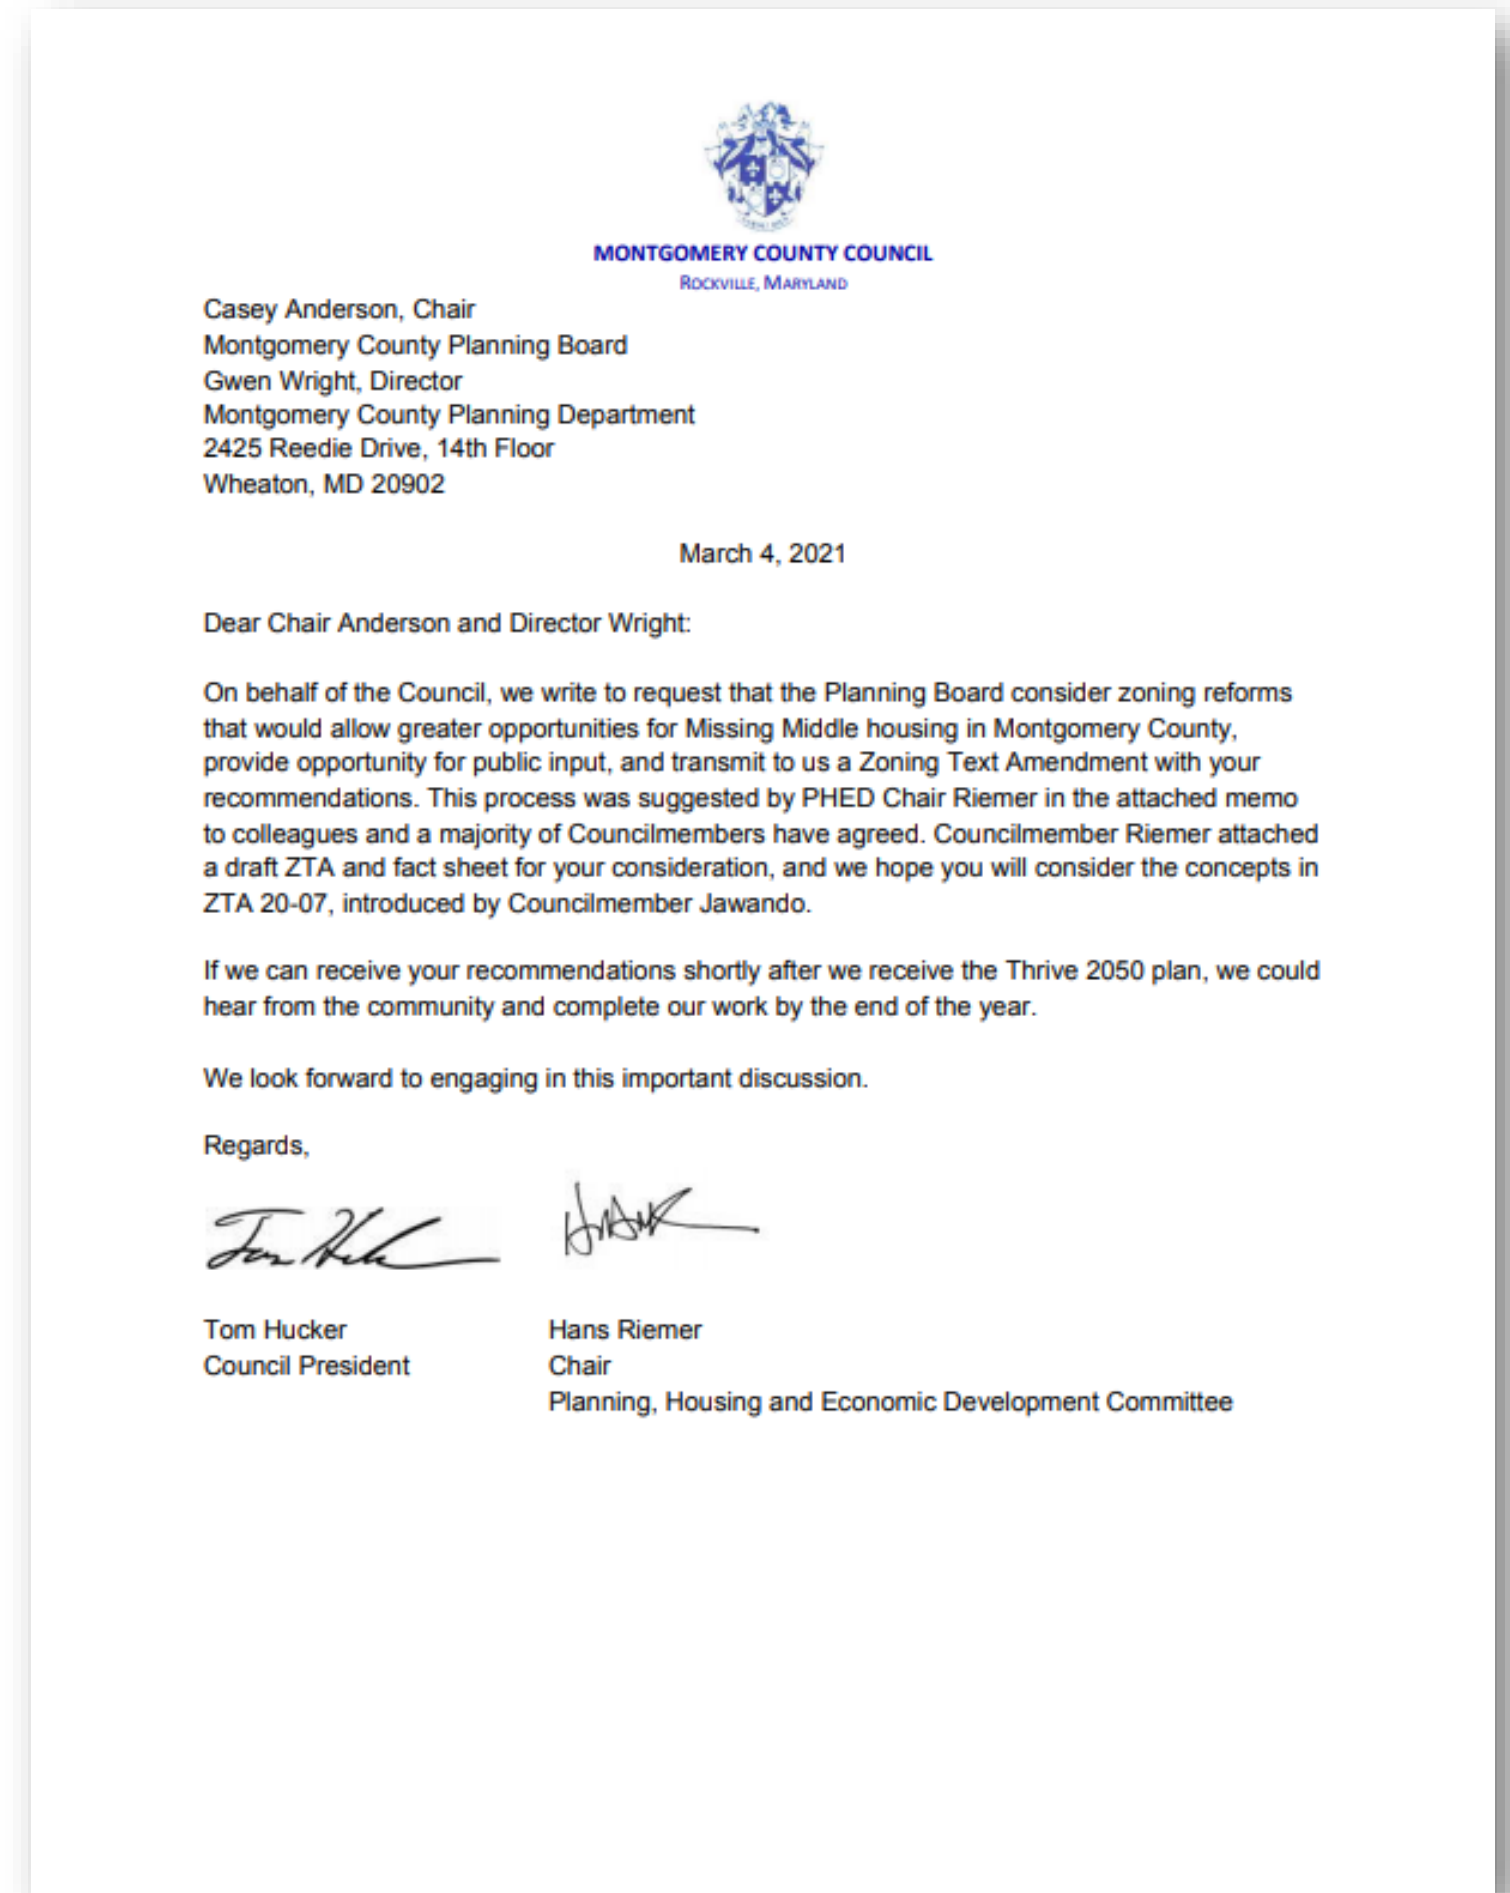 MONTGOMERY COUNTY COUNCIL
ROCKVILLE, MARYLAND
Casey Anderson, Chair
Montgomery County Planning Board
Gwen Wright, Director
Montgomery County Planning Department
2425 Reedie Drive, 14th Floor
Wheaton, MD 20902
March 4, 2021
Dear Chair Anderson and Director Wright:
On behalf of the Council, we write to request that the Planning Board consider zoning reforms
that would allow greater opportunities for Missing Middle housing in Montgomery County,
provide opportunity for public input, and transmit to us a Zoning Text Amendment with your
recommendations. This process was suggested by PHED Chair Riemer in the attached memo
to colleagues and a majority of Councilmembers have agreed. Councilmember Riemer attached
a draft ZTA and fact sheet for your consideration, and we hope you will consider the concepts in
ZTA 20-07, introduced by Councilmember Jawando.
If we can receive your recommendations shortly after we receive the Thrive 2050 plan, we could
hear from the community and complete our work by the end of the year.
We look forward to engaging in this important discussion.
Regards,
Tom Hucker
Tom Hucker Hans Riemer
Council President Chair
Planning, Housing and Economic Development Committee